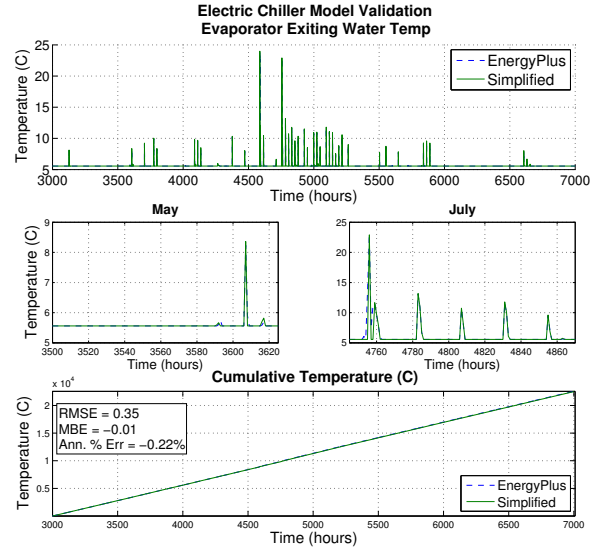 Electric Chiller Model Validation
Evaporator Exiting Water Temp
Temperature (C)
25
20
15
10
5
EnergyPlus
Simplified
3000 3500 4000 4500 5000 5500 6000 6500 7000
Time (hours)
May
Temperature (C)
9
8
7
6
5
3500 3520 3540 3560 3580 3600 3620
Time (hours)
July
25
20
15
10
5
4760 4780 4800 4820 4840 4860
Time (hours)
Cumulative Temperature (C)
x 10^4
Temperature (C)
2
1.5
1
0.5
RMSE = 0.35
MBE = −0.01
Ann. % Err = −0.22%
EnergyPlus
Simplified
3000 3500 4000 4500 5000 5500 6000 6500 7000
Time (hours)